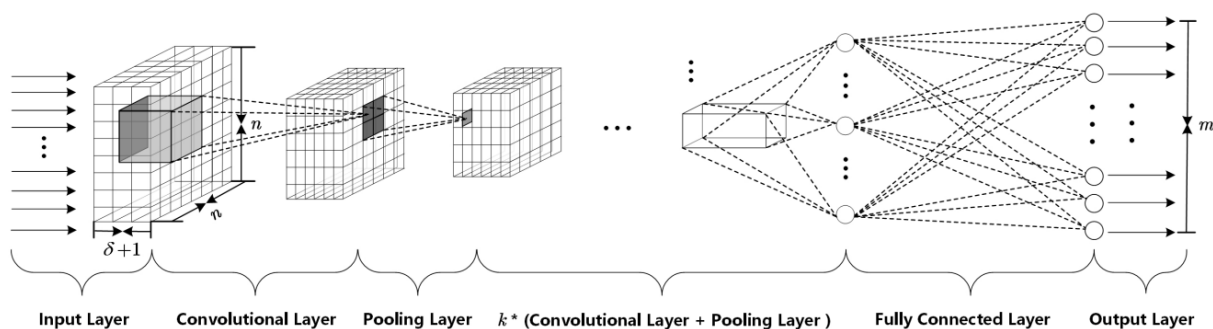 n
n
m
δ+1
Input Layer
Convolutional Layer
Pooling Layer
k* (Convolutional Layer + Pooling Layer )
Fully Connected Layer
Output Layer